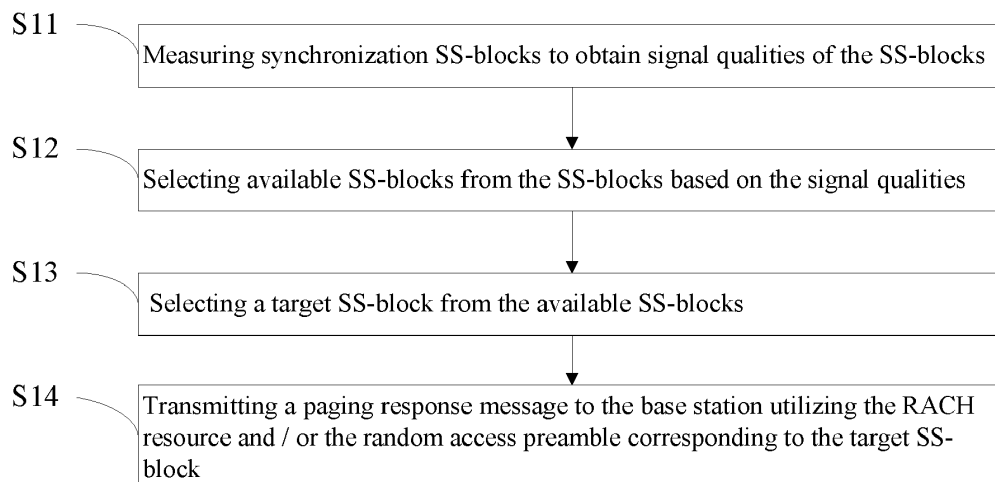 S11
Measuring synchronization SS-blocks to obtain signal qualities of the SS-blocks
S12
Selecting available SS-blocks from the SS-blocks based on the signal qualities
S13
Selecting a target SS-block from the available SS-blocks
S14
Transmitting a paging response message to the base station utilizing the RACH
resource and / or the random access preamble corresponding to the target SS-
block